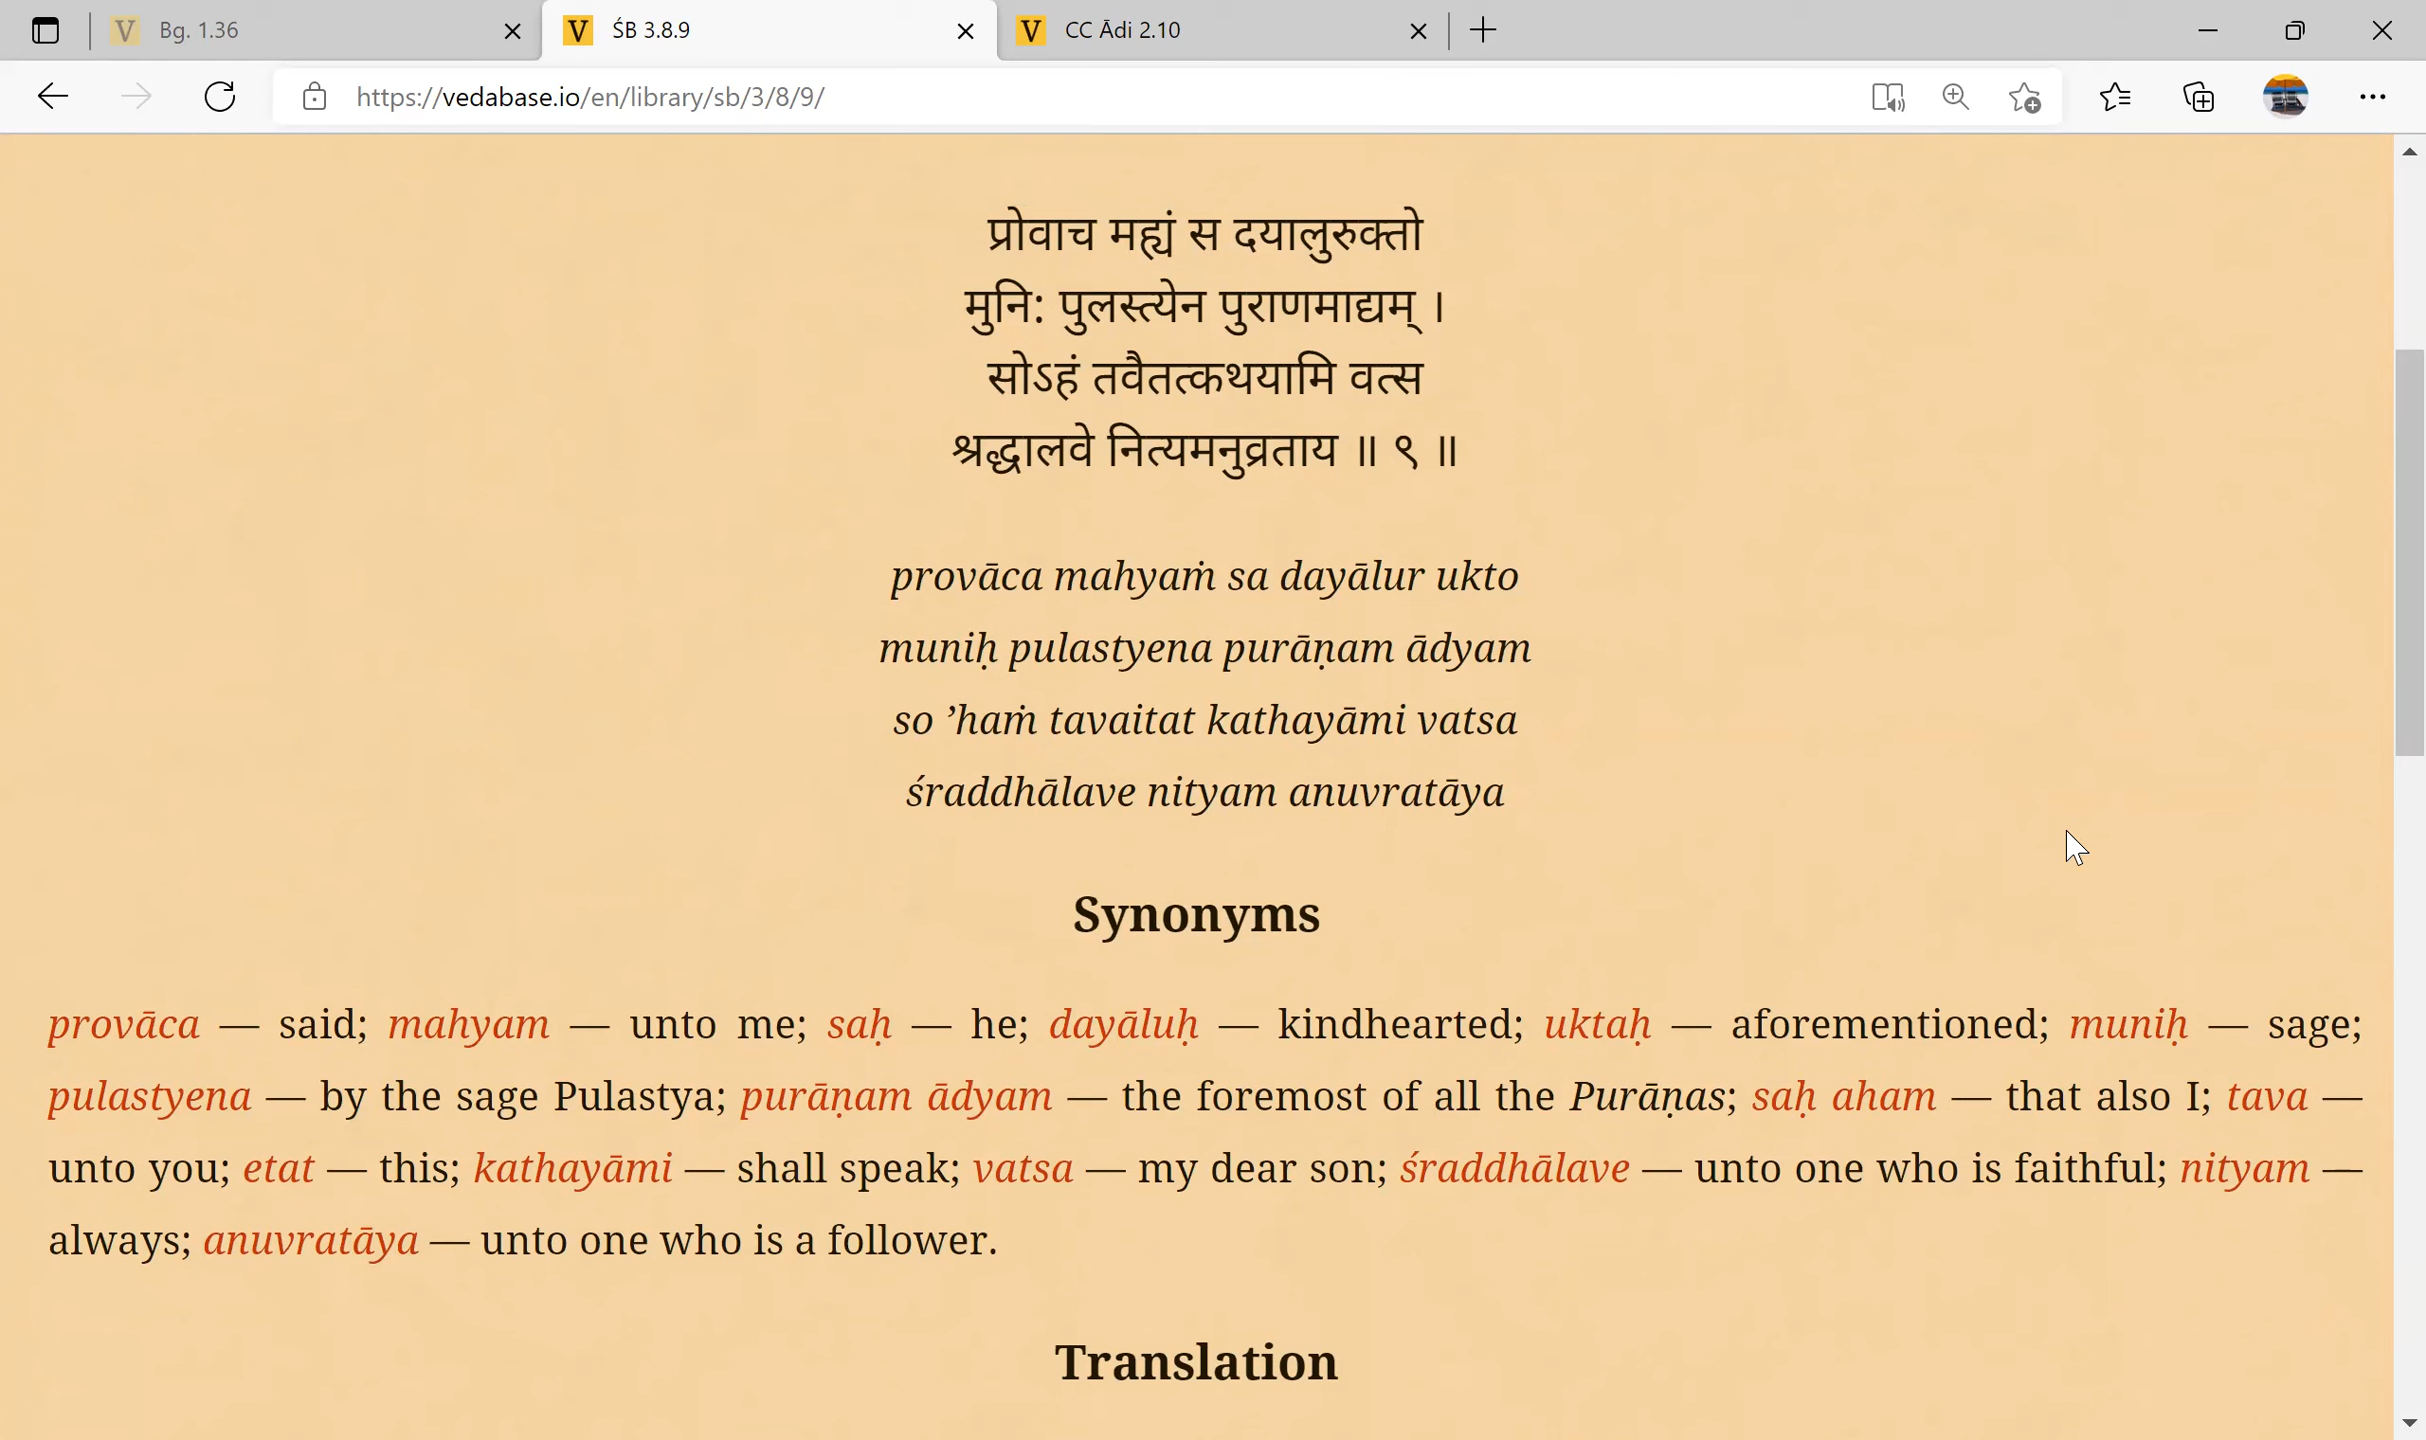 Bg. 1.36
ŚB 3.8.9
CC Ādi 2.10
https://vedabase.io/en/library/sb/3/8/9/
प्रोवाच मह्यं स दयालुरुक्तो
मुनि: पुलस्त्येन पुराणमाद्यम् ।
सोऽहं तवैतत्कथयामि वत्स
श्रद्धालवे नित्यमनुव्रताय ॥ ९ ॥
provāca mahyaṁ sa dayālur ukto
muniḥ pulastyena purāṇam ādyam
so ’haṁ tavaitat kathayāmi vatsa
śraddhālave nityam anuvratāya
Synonyms
provāca — said; mahyam — unto me; saḥ — he; dayāluḥ — kindhearted; uktaḥ — aforementioned; muniḥ — sage;
pulastyena — by the sage Pulastya; purāṇam ādyam — the foremost of all the Purāṇas; saḥ aham — that also I; tava —
unto you; etat — this; kathayāmi — shall speak; vatsa — my dear son; śraddhālave — unto one who is faithful; nityam —
always; anuvratāya — unto one who is a follower.
Translation